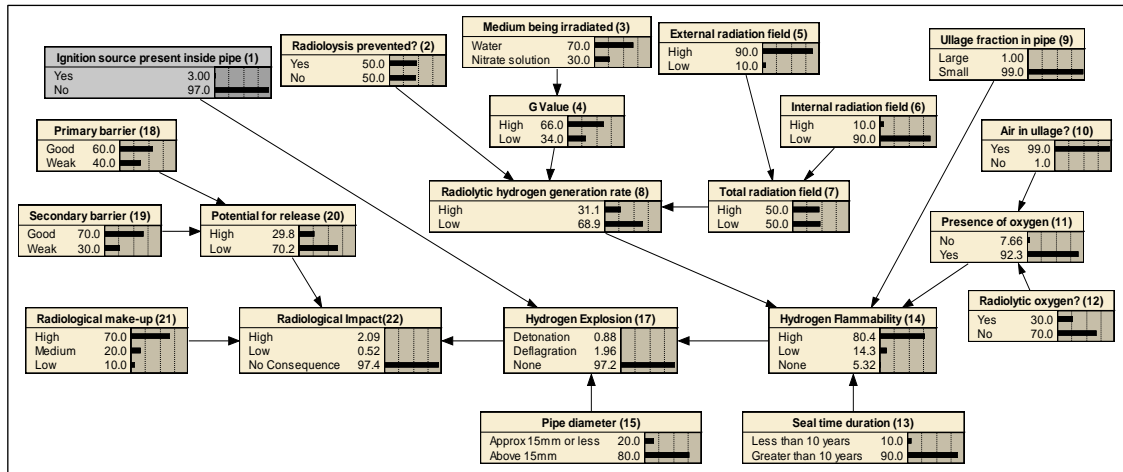 Ignition source present inside pipe (1)
Yes 3.00
No 97.0
Radioloysis prevented? (2)
Yes 50.0
No 50.0
Medium being irradiated (3)
Water 70.0
Nitrate solution 30.0
External radiation field (5)
High 90.0
Low 10.0
Ullage fraction in pipe (9)
Large 1.00
Small 99.0
Primary barrier (18)
Good 60.0
Weak 40.0
G Value (4)
High 66.0
Low 34.0
Internal radiation field (6)
High 10.0
Low 90.0
Air in ullage? (10)
Yes 99.0
No 1.0
Secondary barrier (19)
Good 70.0
Weak 30.0
Potential for release (20)
High 29.8
Low 70.2
Radiolytic hydrogen generation rate (8)
High 31.1
Low 68.9
Total radiation field (7)
High 50.0
Low 50.0
Presence of oxygen (11)
No 7.66
Yes 92.3
Radiolytic oxygen? (12)
Yes 30.0
No 70.0
Radiological make-up (21)
High 70.0
Medium 20.0
Low 10.0
Radiological Impact(22)
High 2.09
Low 0.52
No Consequence 97.4
Hydrogen Explosion (17)
Detonation 0.88
Deflagration 1.96
None 97.2
Hydrogen Flammability (14)
High 80.4
Low 14.3
None 5.32
Pipe diameter (15)
Approx 15mm or less 20.0
Above 15mm 80.0
Seal time duration (13)
Less than 10 years 10.0
Greater than 10 years 90.0